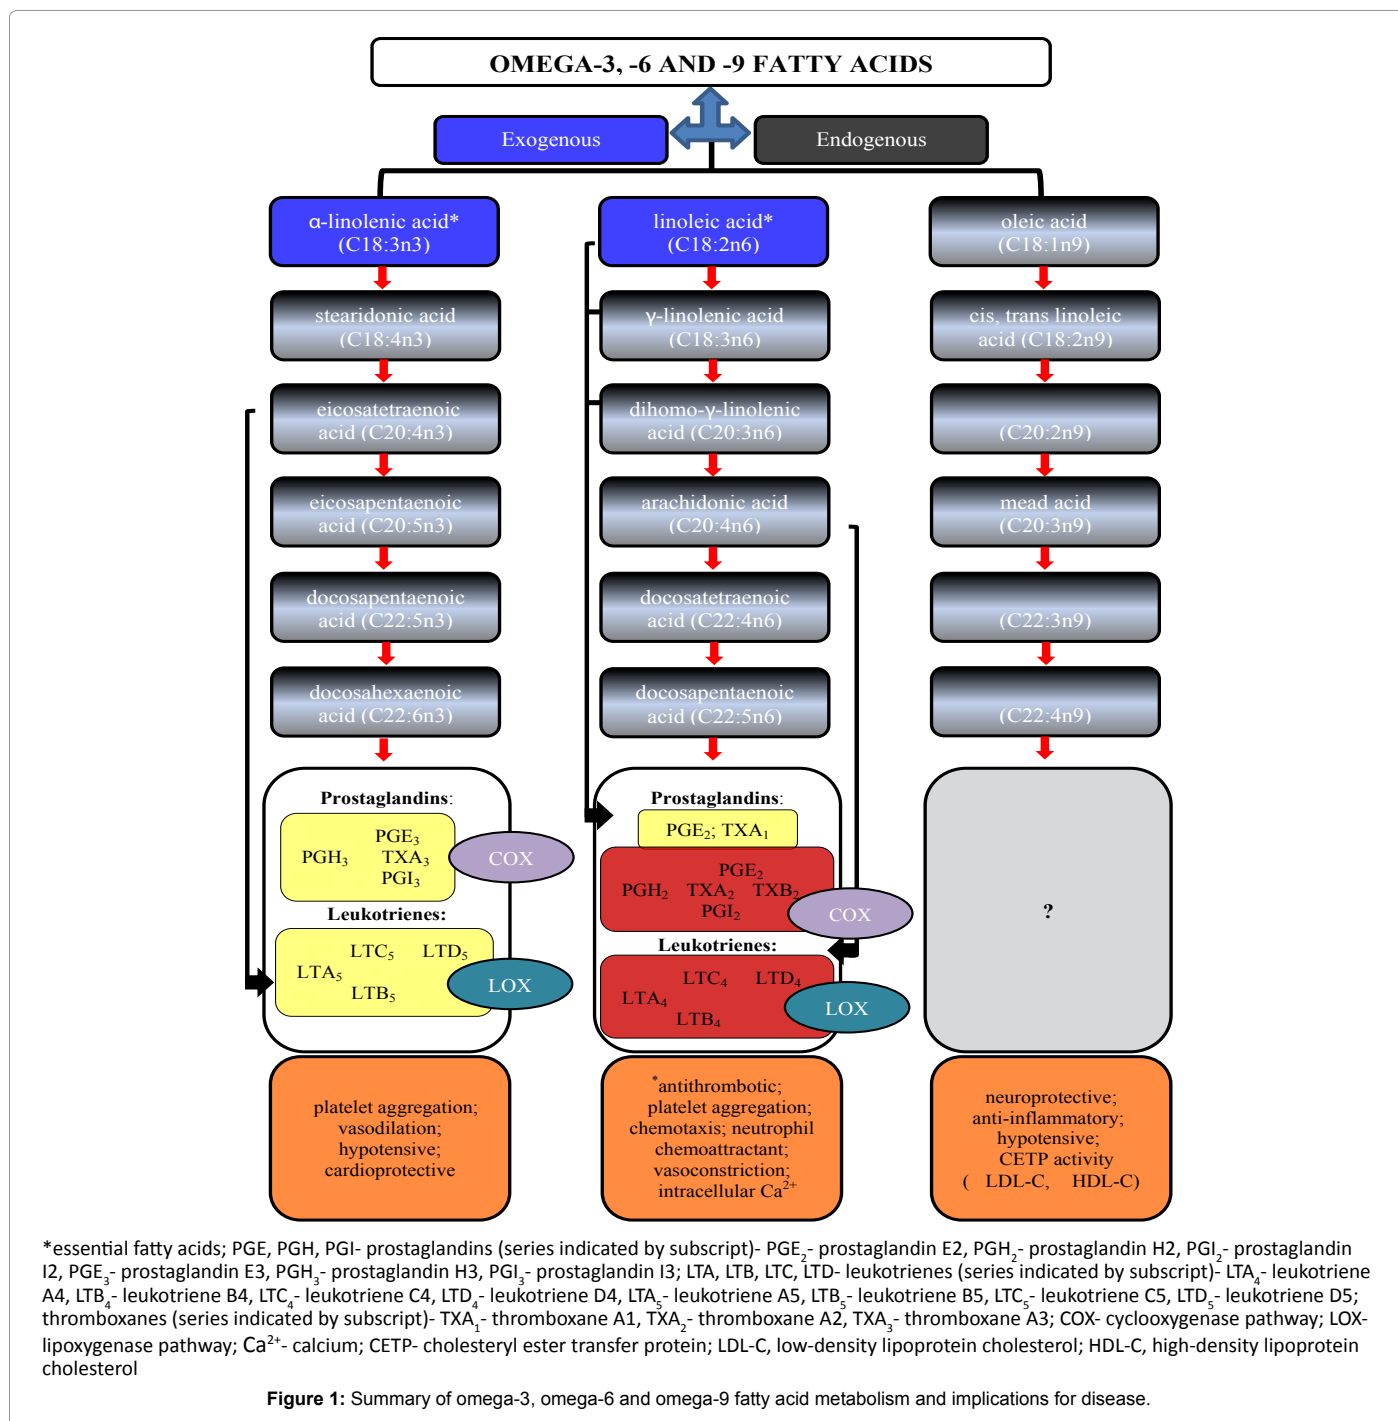 OMEGA-3, -6 AND -9 FATTY ACIDS
Exogenous
Endogenous
α-linolenic acid*
(C18:3n3)
stearidonic acid
(C18:4n3)
eicosatetraenoic
acid (C20:4n3)
eicosapentaenoic
acid (C20:5n3)
docosapentaenoic
acid (C22:5n3)
docosahexaenoic
acid (C22:6n3)
Prostaglandins:
PGE₃
PGH₃ TXA₃
PGI₃
COX
Leukotrienes:
LTC₅ LTD₅
LTA₅
LTB₅
LOX
platelet aggregation;
vasodilation;
hypotensive;
cardioprotective
linoleic acid*
(C18:2n6)
γ-linolenic acid
(C18:3n6)
dihomo-γ-linolenic
acid (C20:3n6)
arachidonic acid
(C20:4n6)
docosatetraenoic
acid (C22:4n6)
docosapentaenoic
acid (C22:5n6)
Prostaglandins:
PGE₂; TXA₁
PGE₂
PGH₂ TXA₂ TXB₂
PGI₂
COX
Leukotrienes:
LTC₄ LTD₄
LTA₄
LTB₄
LOX
*antithrombotic;
platelet aggregation;
chemotaxis; neutrophil
chemoattractant;
vasoconstriction;
intracellular Ca²⁺
oleic acid
(C18:1n9)
cis, trans linoleic
acid (C18:2n9)
(C20:2n9)
mead acid
(C20:3n9)
(C22:3n9)
(C22:4n9)
?
neuroprotective;
anti-inflammatory;
hypotensive;
CETP activity
( LDL-C, HDL-C)
*essential fatty acids; PGE, PGH, PGI- prostaglandins (series indicated by subscript)- PGE₂- prostaglandin E2, PGH₂- prostaglandin H2, PGI₂- prostaglandin
I2, PGE₃- prostaglandin E3, PGH₃- prostaglandin H3, PGI₃- prostaglandin I3; LTA, LTB, LTC, LTD- leukotrienes (series indicated by subscript)- LTA₄- leukotriene
A4, LTB₄- leukotriene B4, LTC₄- leukotriene C4, LTD₄- leukotriene D4, LTA₅- leukotriene A5, LTB₅- leukotriene B5, LTC₅- leukotriene C5, LTD₅- leukotriene D5;
thromboxanes (series indicated by subscript)- TXA₁- thromboxane A1, TXA₂- thromboxane A2, TXA₃- thromboxane A3; COX- cyclooxygenase pathway; LOX-
lipoxygenase pathway; Ca²⁺- calcium; CETP- cholesteryl ester transfer protein; LDL-C, low-density lipoprotein cholesterol; HDL-C, high-density lipoprotein
cholesterol
Figure 1: Summary of omega-3, omega-6 and omega-9 fatty acid metabolism and implications for disease.